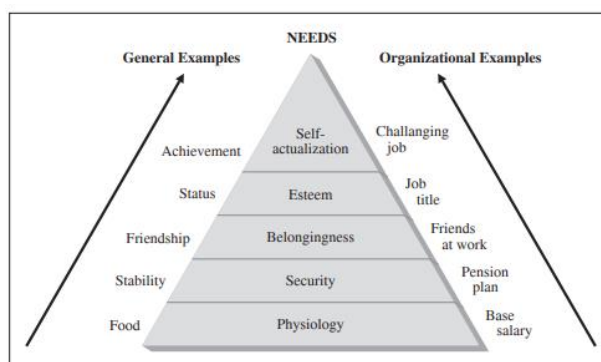 NEEDS
General Examples
Organizational Examples
Achievement
Self-
actualization
Challanging
job
Status
Esteem
Job
title
Friendship
Belongingness
Friends
at work
Stability
Security
Pension
plan
Food
Physiology
Base
salary